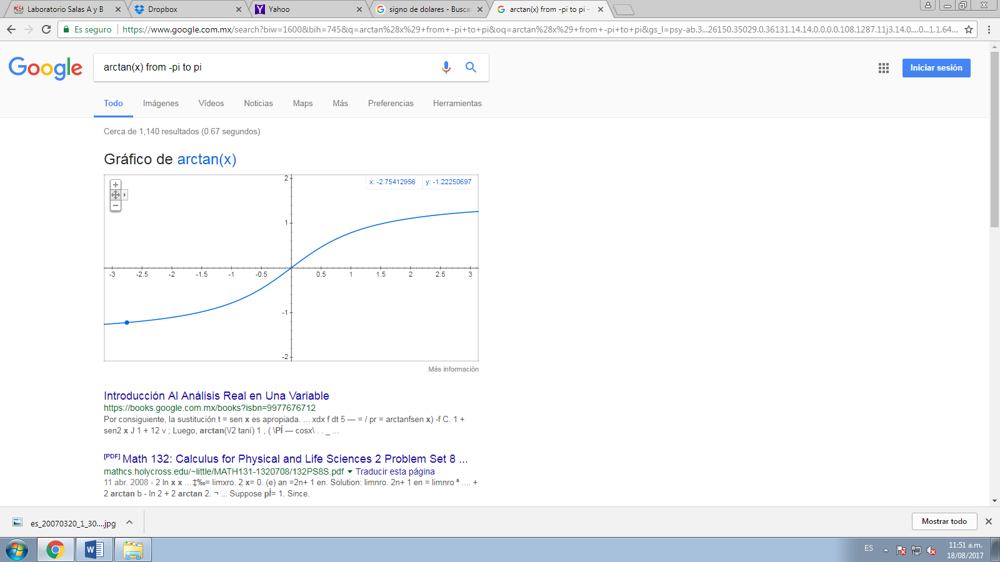 Laboratorio Salas A y B
Dropbox
Yahoo
signo de dolares - Busca
arctan(x) from -pi to pi -
Es seguro
https://www.google.com.mx/search?biw=1600&bih=745&q=arctan%28x%29+from+-pi+to+pi&oq=arctan%28x%29+from+-pi+to+pi&gs_l=psy-ab.3...26150.35029.0.36131.14.14.0.0.0.0.108.1287.11j3.14.0....0...1.1.64...
Google
arctan(x) from -pi to pi
Iniciar sesión
Todo Imágenes Vídeos Noticias Maps Más Preferencias Herramientas
Cerca de 1,140 resultados (0.67 segundos)
Gráfico de arctan(x)
x: -2.75412956 y: -1.22250697
2
1
-3 -2.5 -2 -1.5 -1 -0.5 0.5 1 1.5 2 2.5 3
-1
-2
Más información
Introducción Al Análisis Real en Una Variable
https://books.google.com.mx/books?isbn=9977676712
Por consiguiente, la sustitución t = sen x es apropiada. ... xdx f dt 5 — = / pr = arctanfsen x) -f C. 1 +
sen2 x J 1 + 12 v ; Luego, arctan(\/2 taní) 1 , ( \PÍ — cosx\ . . _ ...
[PDF] Math 132: Calculus for Physical and Life Sciences 2 Problem Set 8 ...
mathcs.holycross.edu/~little/MATH131-1320708/132PS8S.pdf ▾ Traducir esta página
11 abr. 2008 - 2 ln x x ...‡‰= limxro. 2 x= 0. (e) an =2n+ 1 en. Solution: limnro. 2n+ 1 en = limnro ª .... +
2 arctan b - ln 2 + 2 arctan 2. ¬ ... Suppose pÌ= 1. Since.
es_20070320_1_30....jpg
Mostrar todo
ES
11:51 a.m.
18/08/2017